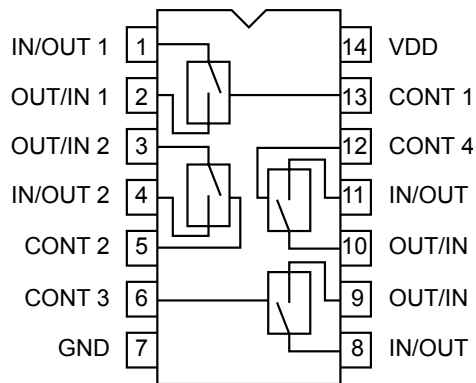 IN/OUT 1 1 14 VDD
OUT/IN 1 2 13 CONT 1
OUT/IN 2 3 12 CONT 4
IN/OUT 2 4 11 IN/OUT
CONT 2 5 10 OUT/IN
CONT 3 6 9 OUT/IN
GND 7 8 IN/OUT